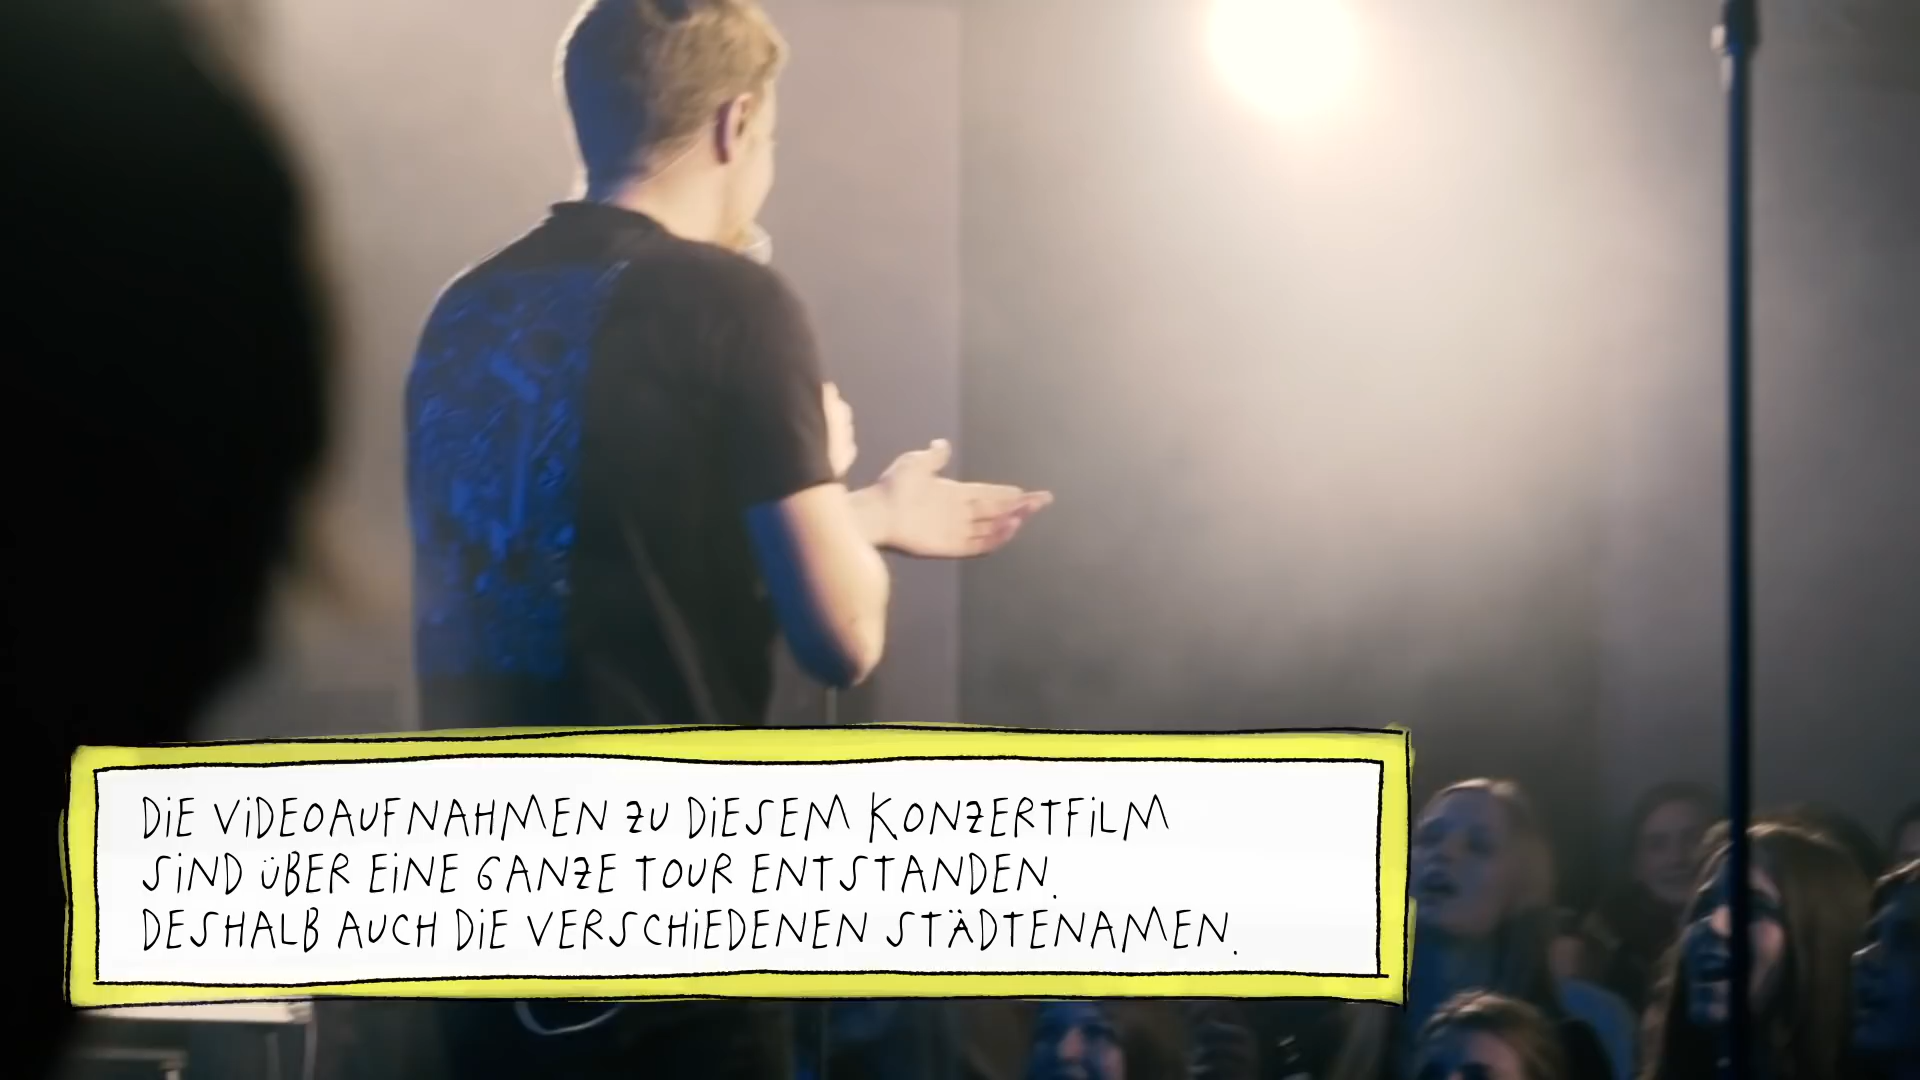 DiE ViDEOAUFNAHMEN ZU DiESEM KONZERTFiLM
SiND ÜBER EiNE GANZE TOUR ENTSTANDEN.
DESHALB AUCH DiE VERSCHiEDENEN STÄDTENAMEN.